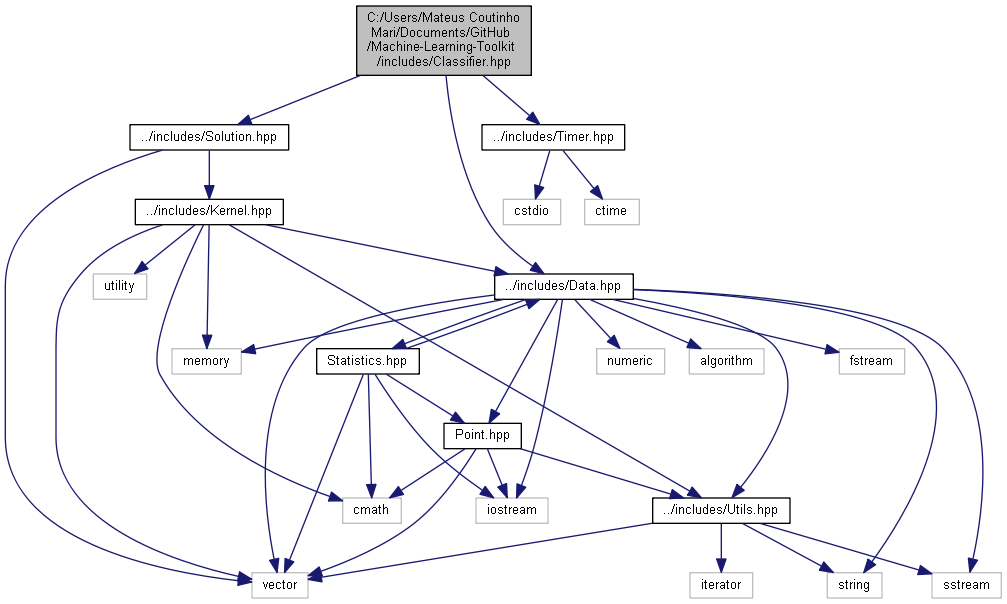 C:/Users/Mateus Coutinho
Mari/Documents/GitHub
/Machine-Learning-Toolkit
/includes/Classifier.hpp
../includes/Solution.hpp
../includes/Timer.hpp
../includes/Kernel.hpp
cstdio
ctime
utility
../includes/Data.hpp
memory
Statistics.hpp
numeric
algorithm
fstream
Point.hpp
cmath
iostream
../includes/Utils.hpp
vector
iterator
string
sstream